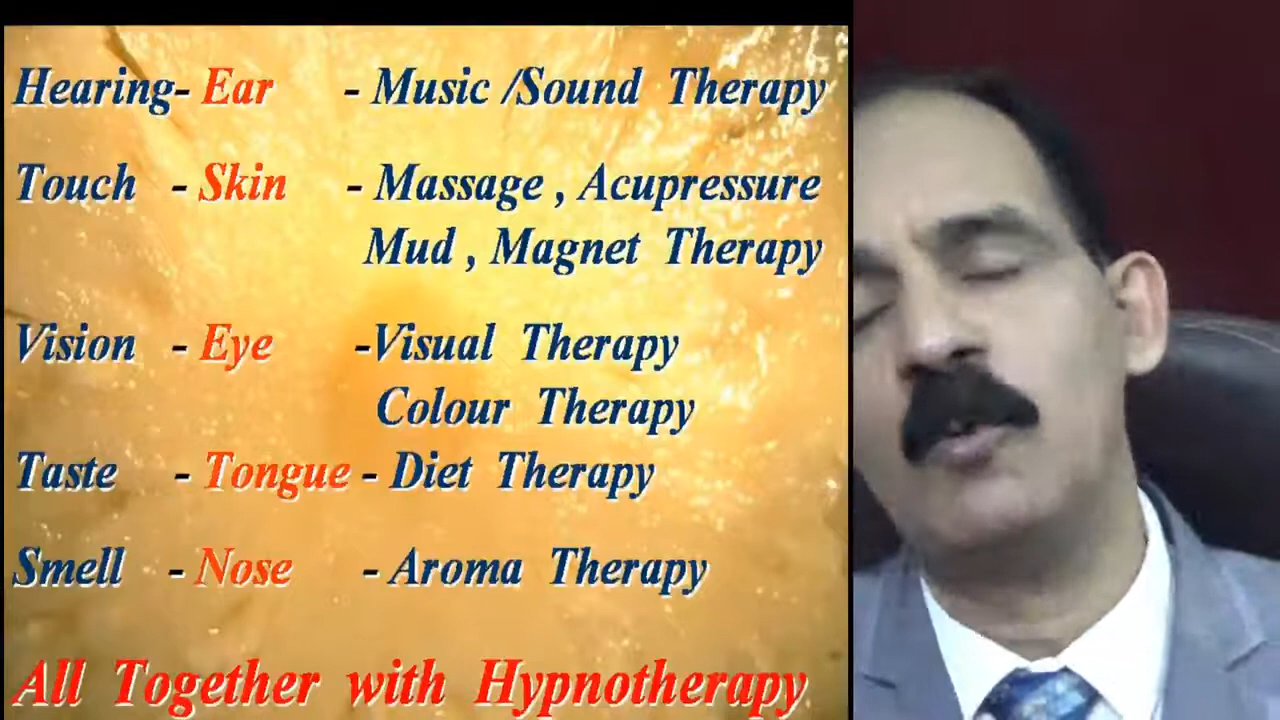 Hearing- Ear - Music /Sound Therapy
Touch - Skin - Massage , Acupressure
Mud , Magnet Therapy
Vision - Eye -Visual Therapy
Colour Therapy
Taste - Tongue - Diet Therapy
Smell - Nose - Aroma Therapy
All Together with Hypnotherapy